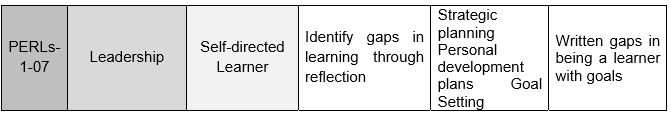 PERLs-
1-07
Leadership
Self-directed
Learner
Identify gaps in
learning through
reflection
Strategic
planning
Personal
development
plans Goal
Setting
Written gaps in
being a learner
with goals